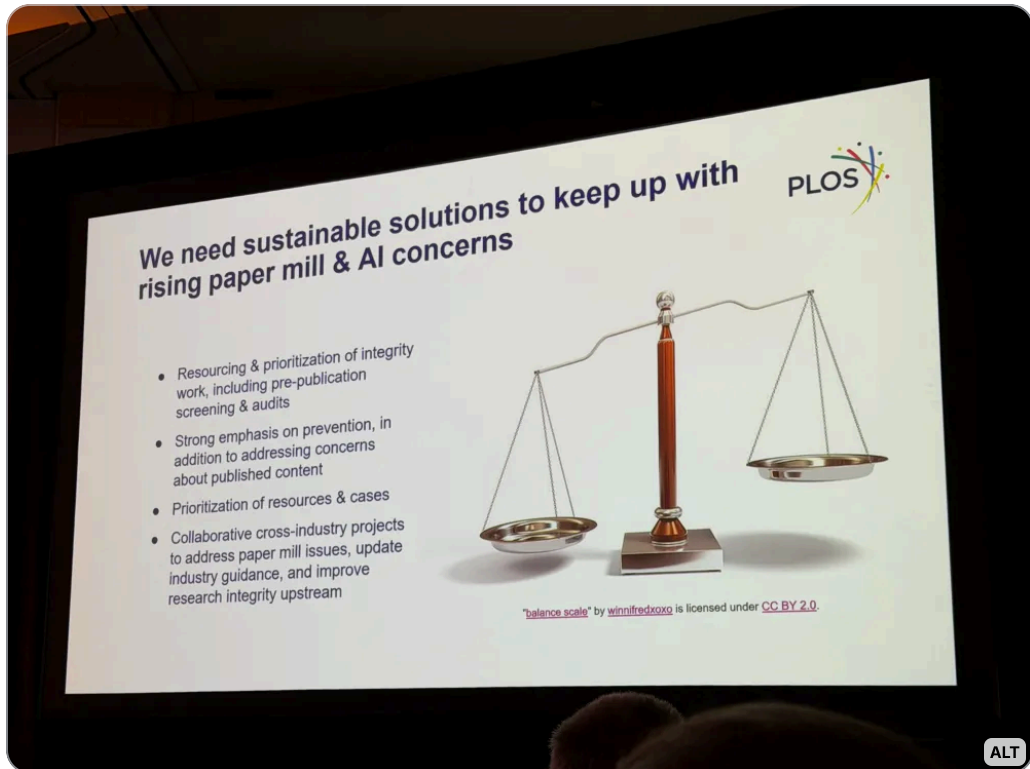 We need sustainable solutions to keep up with
rising paper mill & AI concerns
PLOS
• Resourcing & prioritization of integrity
work, including pre-publication
screening & audits
• Strong emphasis on prevention, in
addition to addressing concerns
about published content
• Prioritization of resources & cases
• Collaborative cross-industry projects
to address paper mill issues, update
industry guidance, and improve
research integrity upstream
"balance scale" by winnifredxoxo is licensed under CC BY 2.0.
ALT